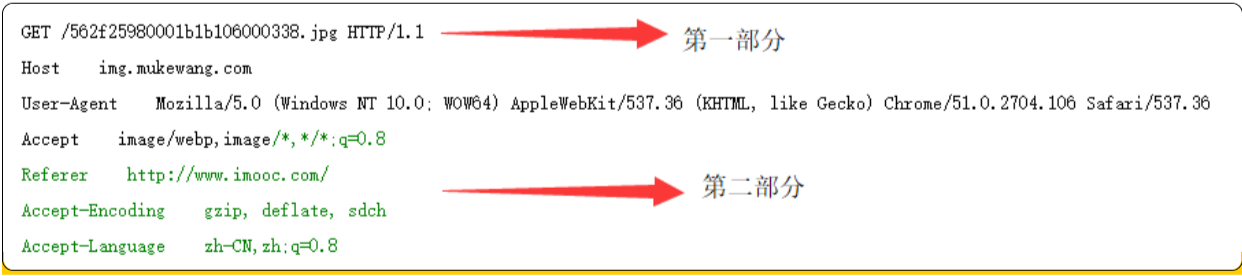 GET /562f25980001b1b106000338.jpg HTTP/1.1
第一部分
Host img.mukewang.com
User-Agent Mozilla/5.0 (Windows NT 10.0; WOW64) AppleWebKit/537.36 (KHTML, like Gecko) Chrome/51.0.2704.106 Safari/537.36
Accept image/webp,image/*,*/*;q=0.8
Referer http://www.imooc.com/
第二部分
Accept-Encoding gzip, deflate, sdch
Accept-Language zh-CN,zh;q=0.8